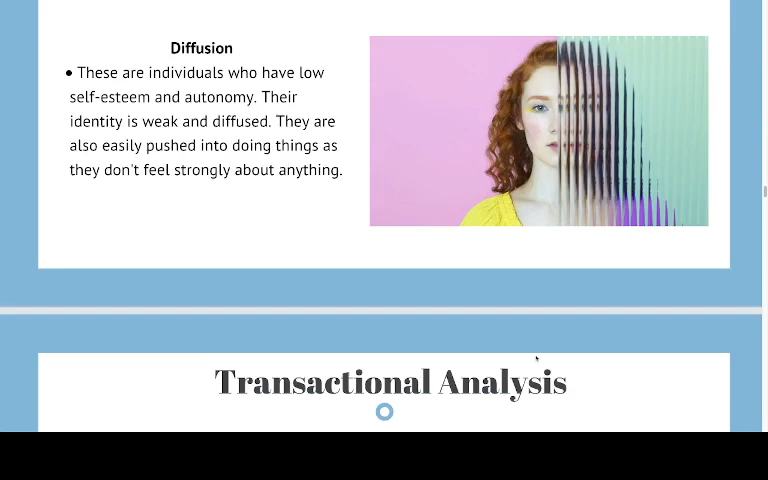 Diffusion
• These are individuals who have low
self-esteem and autonomy. Their
identity is weak and diffused. They are
also easily pushed into doing things as
they don't feel strongly about anything.
Transactional Analysis